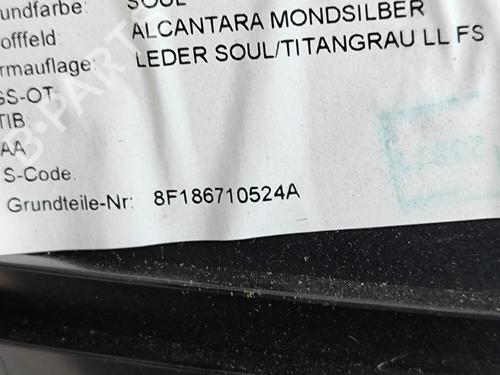 undfarbe: SOUL
offfeld: ALCANTARA MONDSILBER
rmauflage: LEDER SOUL/TITANGRAU LL FS
GS-OT
TIB
AA:
S-Code.
Grundteile-Nr: 8F186710524A
B-PARTS